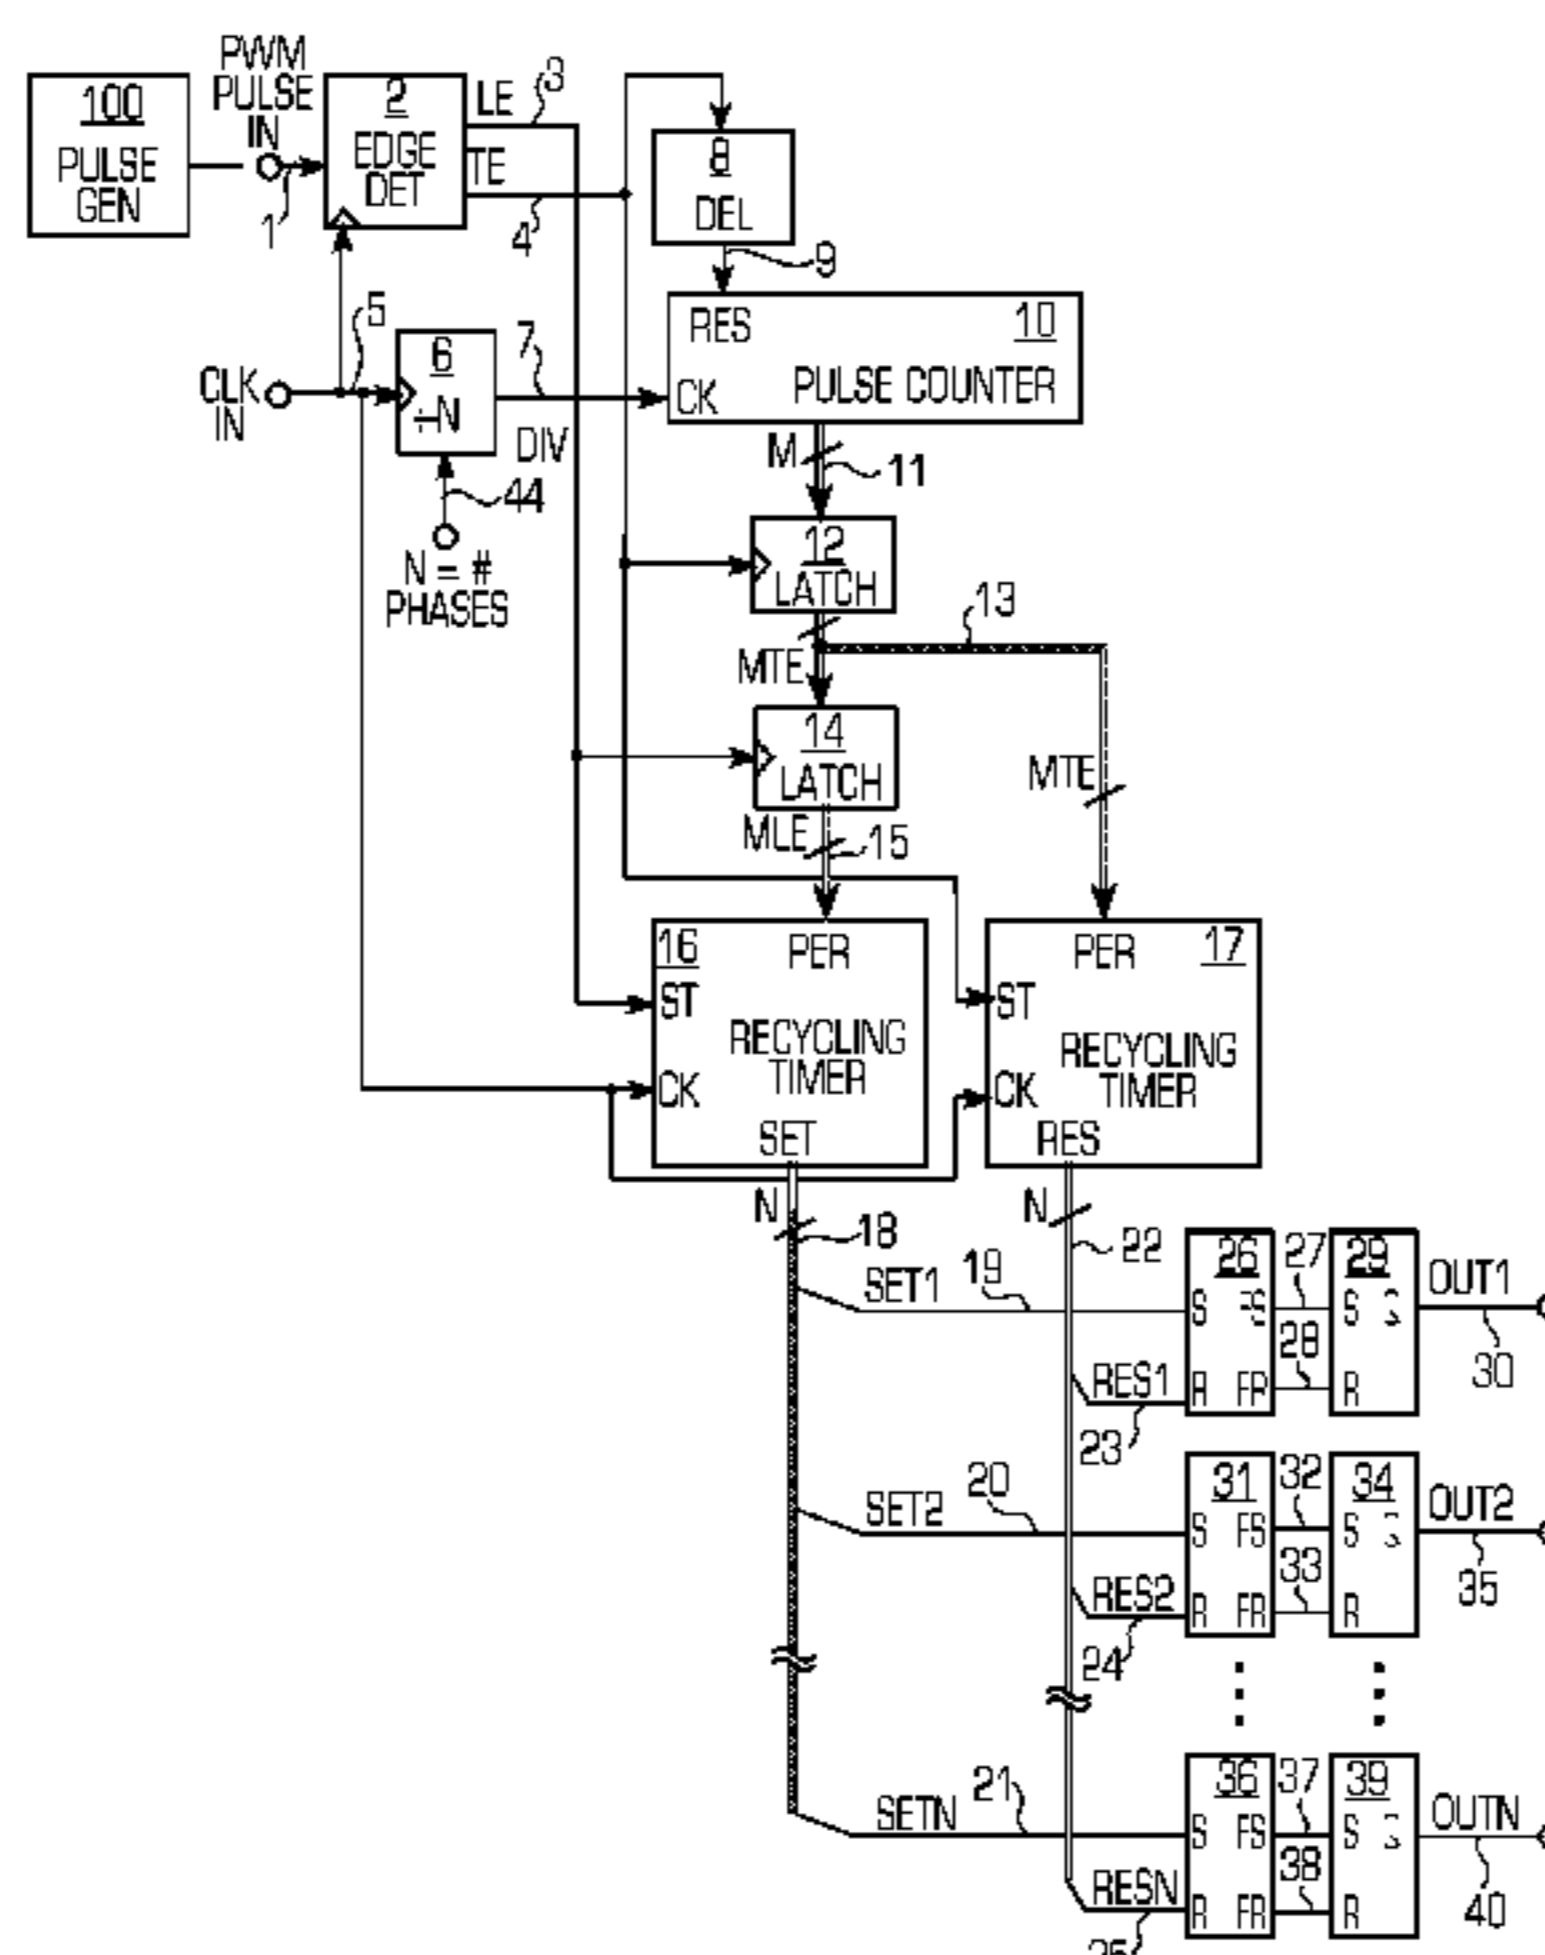 100
PULSE
GEN
PWM
PULSE
IN
1
2
EDGE
DET
LE
3
TE
4
8
DEL
9
CLK
IN
5
6
÷N
7
DIV
44
N = #
PHASES
RES
10
CK
PULSE COUNTER
M
11
12
LATCH
13
MTE
14
LATCH
MTE
MLE
15
16
PER
ST
RECYCLING
TIMER
CK
SET
17
PER
ST
RECYCLING
TIMER
CK
RES
N
18
N
22
SET1
19
RES1
23
26
S
R
FR
27
28
29
S
R
OUT1
30
SET2
20
RES2
24
31
S
FS
R
FR
32
33
34
S
R
OUT2
35
SETN
21
RESN
36
S
FS
R
FR
37
38
39
S
R
OUTN
40